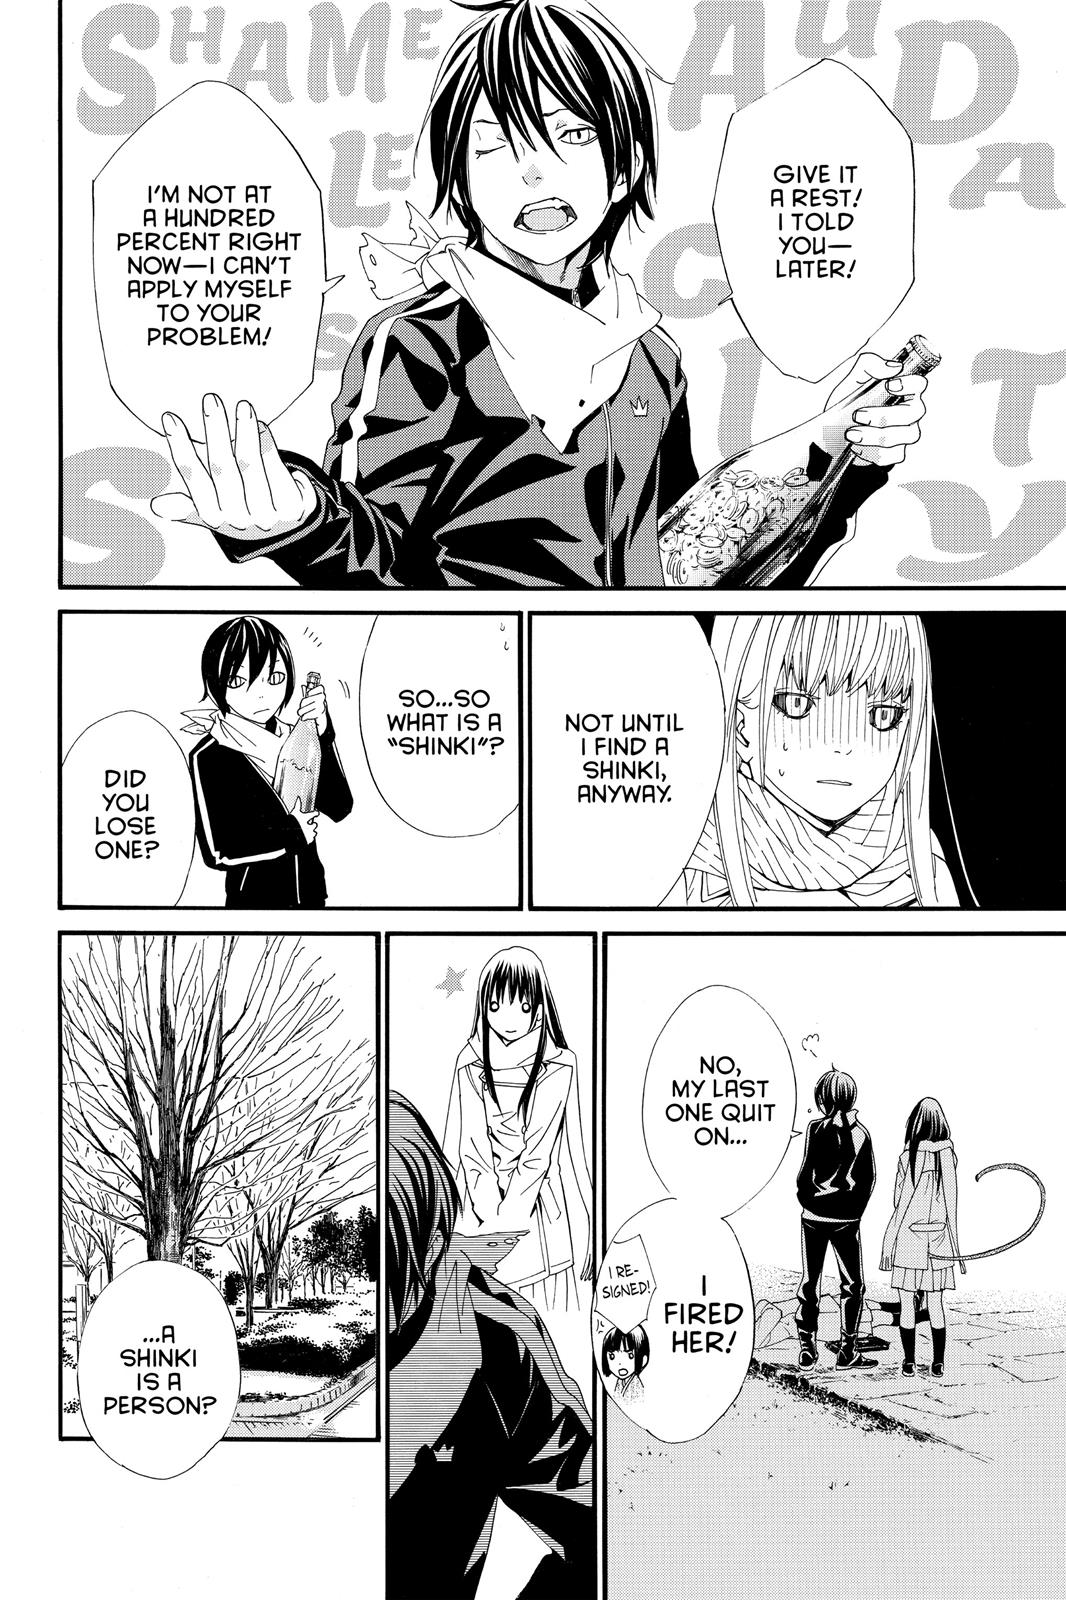 AUDACITY
SHAMELESS
GIVE IT
A REST!
I TOLD
YOU—
LATER!
I'M NOT AT
A HUNDRED
PERCENT RIGHT
NOW—I CAN'T
APPLY MYSELF
TO YOUR
PROBLEM!
NOT UNTIL
I FIND A
SHINKI,
ANYWAY.
SO...SO
WHAT IS A
"SHINKI"?
DID
YOU
LOSE
ONE?
NO,
MY LAST
ONE QUIT
ON...
I
FIRED
HER!
I RE-
SIGNED!
...A
SHINKI
IS A
PERSON?